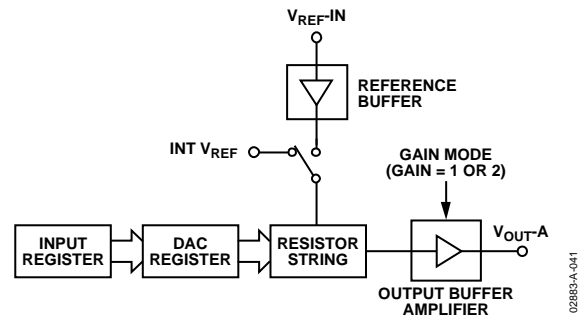 VREF-IN
REFERENCE
BUFFER
INT VREF
GAIN MODE
(GAIN = 1 OR 2)
INPUT
REGISTER
DAC
REGISTER
RESISTOR
STRING
VOUT-A
OUTPUT BUFFER
AMPLIFIER
02883-A-041